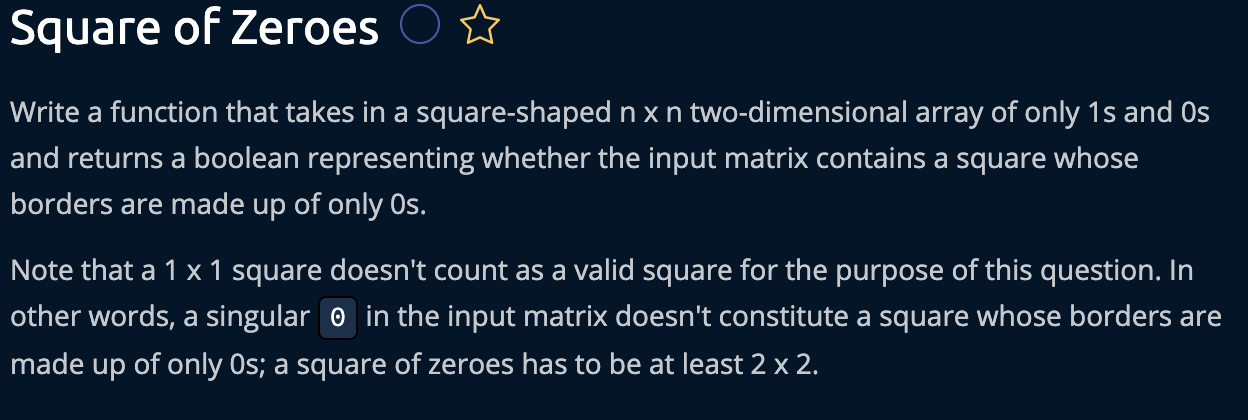 Square of Zeroes
Write a function that takes in a square-shaped n x n two-dimensional array of only 1s and 0s
and returns a boolean representing whether the input matrix contains a square whose
borders are made up of only 0s.
Note that a 1 x 1 square doesn't count as a valid square for the purpose of this question. In
other words, a singular 0 in the input matrix doesn't constitute a square whose borders are
made up of only 0s; a square of zeroes has to be at least 2 x 2.